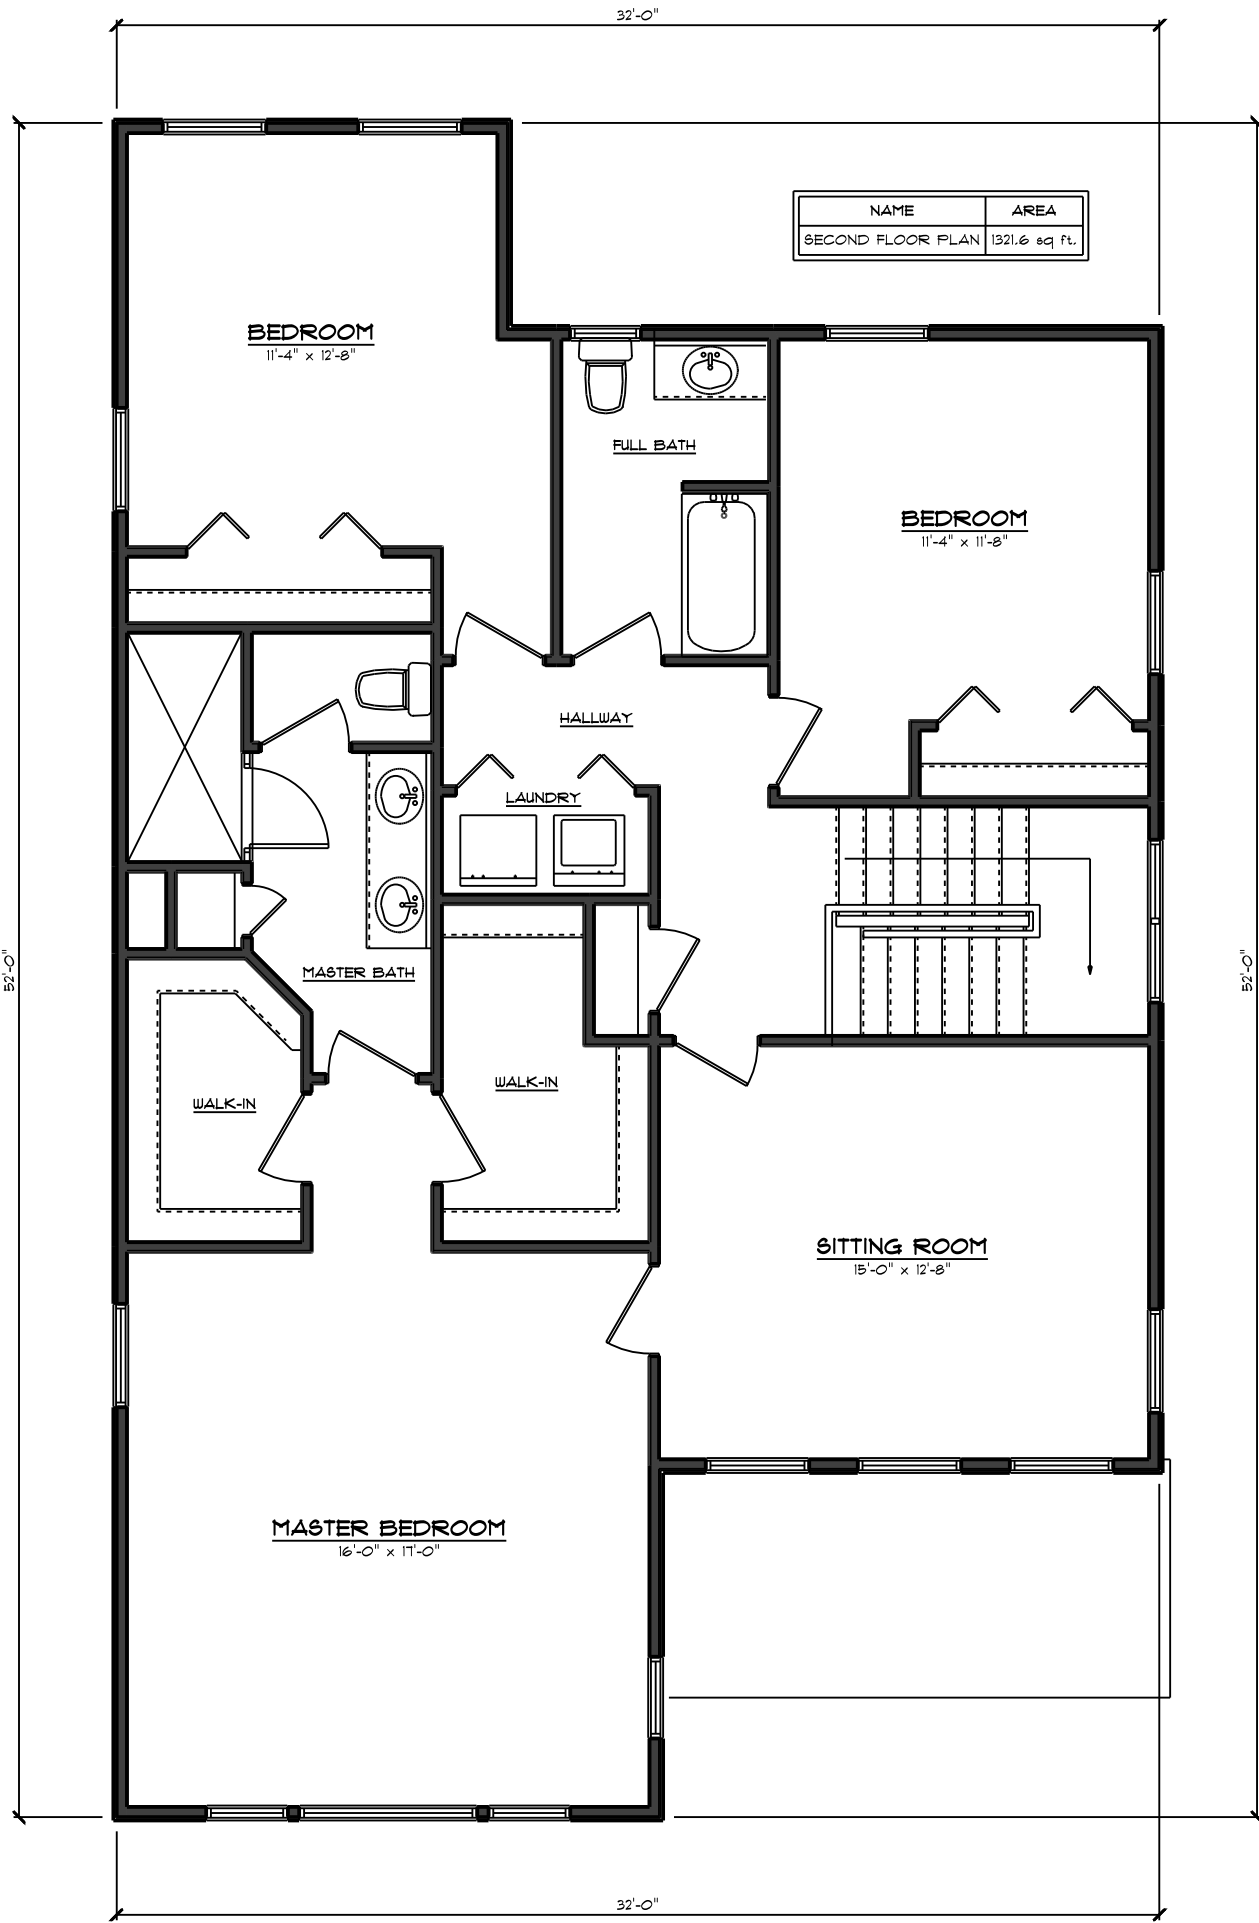 32'-0"
NAME AREA
SECOND FLOOR PLAN 1321.6 sq ft.
BEDROOM
11'-4" x 12'-8"
FULL BATH
BEDROOM
11'-4" x 11'-8"
HALLWAY
LAUNDRY
52'-0"
MASTER BATH
52'-0"
WALK-IN
WALK-IN
SITTING ROOM
15'-0" x 12'-8"
MASTER BEDROOM
16'-0" x 17'-0"
32'-0"